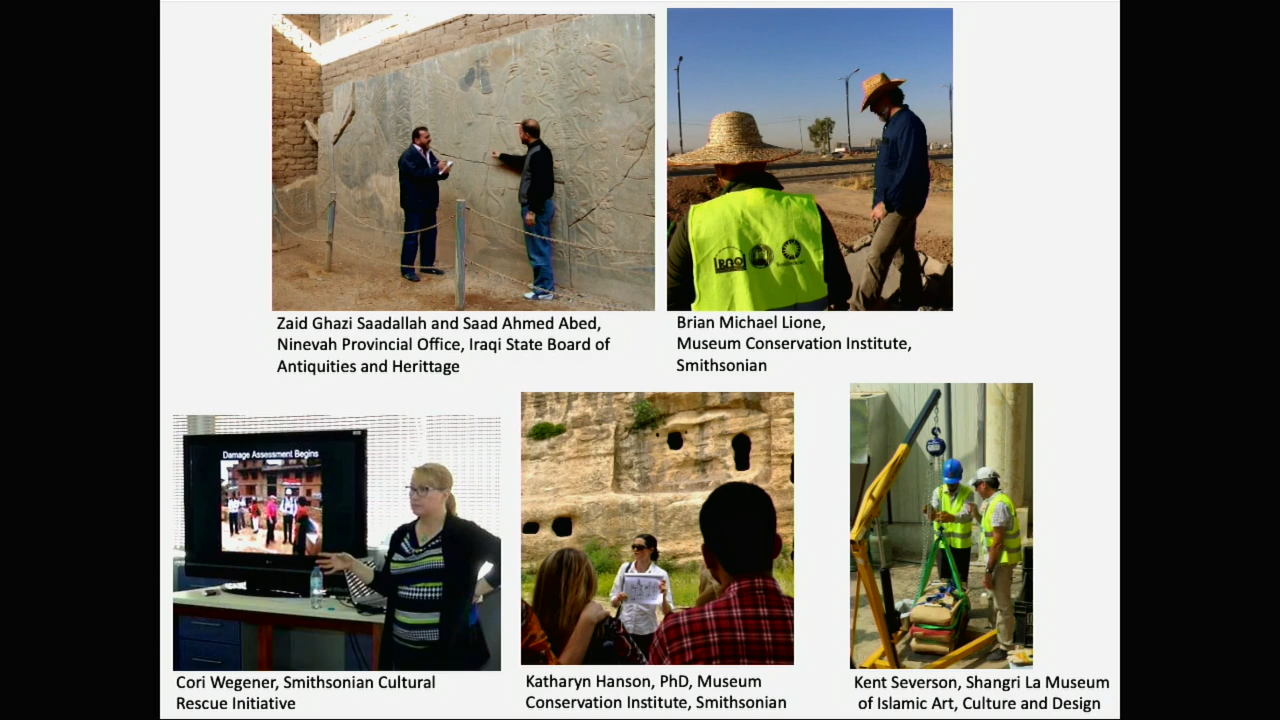 Zaid Ghazi Saadallah and Saad Ahmed Abed,
Ninevah Provincial Office, Iraqi State Board of
Antiquities and Herittage
Brian Michael Lione,
Museum Conservation Institute,
Smithsonian
Damage Assessment Begins
Cori Wegener, Smithsonian Cultural
Rescue Initiative
Katharyn Hanson, PhD, Museum
Conservation Institute, Smithsonian
Kent Severson, Shangri La Museum
of Islamic Art, Culture and Design